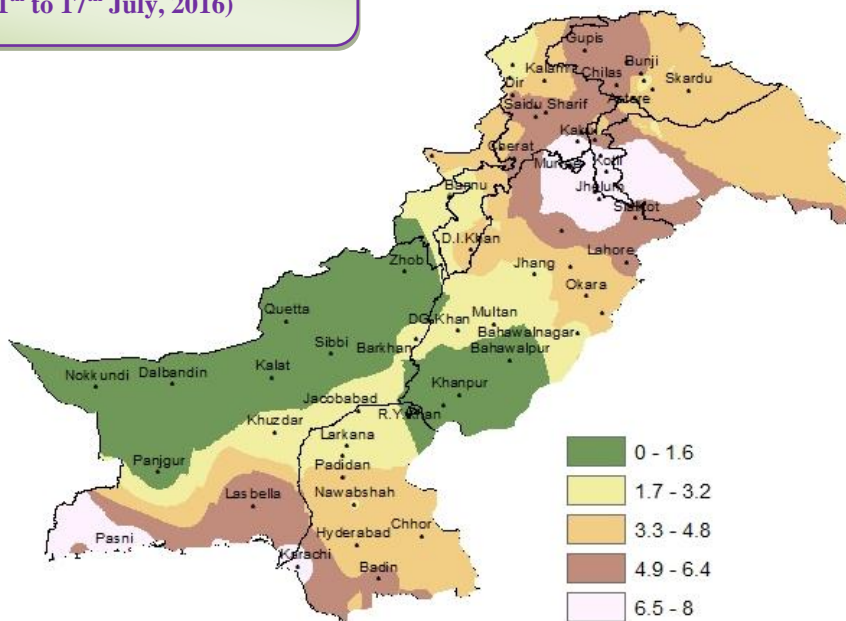 to 17th July, 2016)
Gupis
Kalam
Bunji
Chilas
Skardu
Dir
Astore
Saidu Sharif
Kakul
Cherat
Kotli
Bannu
Jhelum
Sialkot
D.I.Khan
Lahore
Zhob
Jhang
Okara
Quetta
DG.Khan
Multan
Bahawalnagar
Sibbi
Barkhan
Bahawalpur
Nokkundi
Dalbandin
Kalat
Khanpur
Jacobabad
R.Y.Khan
Khuzdar
Larkana
Panjgur
Padidan
Lasbella
Nawabshah
Chhor
Pasni
Hyderabad
Karachi
Badin
0 - 1.6
1.7 - 3.2
3.3 - 4.8
4.9 - 6.4
6.5 - 8